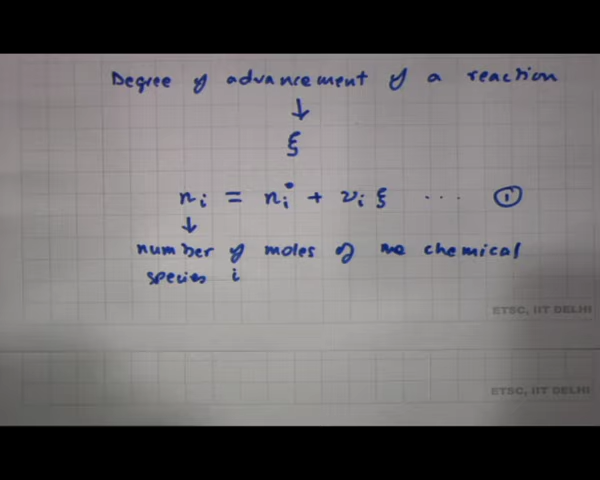 Degree of advancement of a reaction
↓
ξ
nᵢ = nᵢ° + νᵢ ξ ... ①
↓
number of moles of the chemical
species i
ETSC, IIT DELHI
ETSC, IIT DELHI